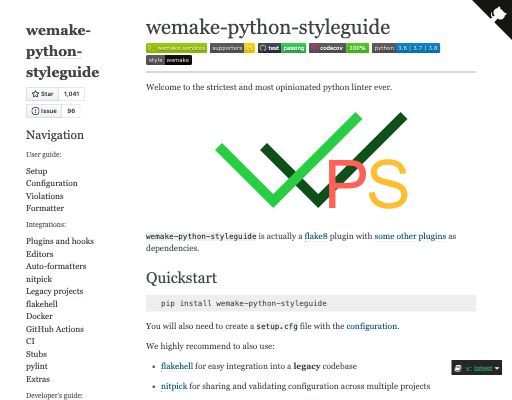 wemake-
python-
styleguide
Star 1,041
Issue 96
Navigation
User guide:
Setup
Configuration
Violations
Formatter
Integrations:
Plugins and hooks
Editors
Auto-formatters
nitpick
Legacy projects
flakehell
Docker
GitHub Actions
CI
Stubs
pylint
Extras
Developer's guide:
wemake-python-styleguide
wemake.services supporters test passing codecov 100% python 3.6 | 3.7 | 3.8
style wemake
Welcome to the strictest and most opinionated python linter ever.
PS
wemake-python-styleguide is actually a flake8 plugin with some other plugins as
dependencies.
Quickstart
pip install wemake-python-styleguide
You will also need to create a setup.cfg file with the configuration.
We highly recommend to also use:
• flakehell for easy integration into a legacy codebase
• nitpick for sharing and validating configuration across multiple projects
v: latest